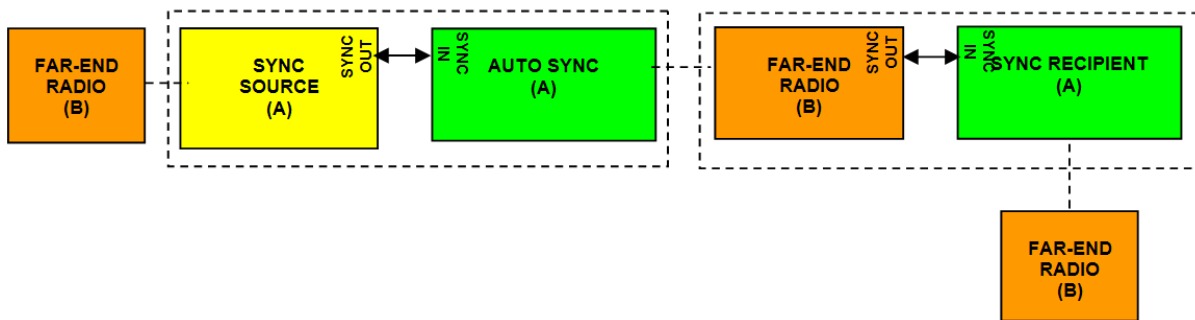 FAR-END
RADIO
(B)
SYNC
SOURCE
(A)
SYNC
OUT
SYNC
IN
AUTO SYNC
(A)
FAR-END
RADIO
(B)
SYNC
OUT
SYNC
IN
SYNC RECIPIENT
(A)
FAR-END
RADIO
(B)